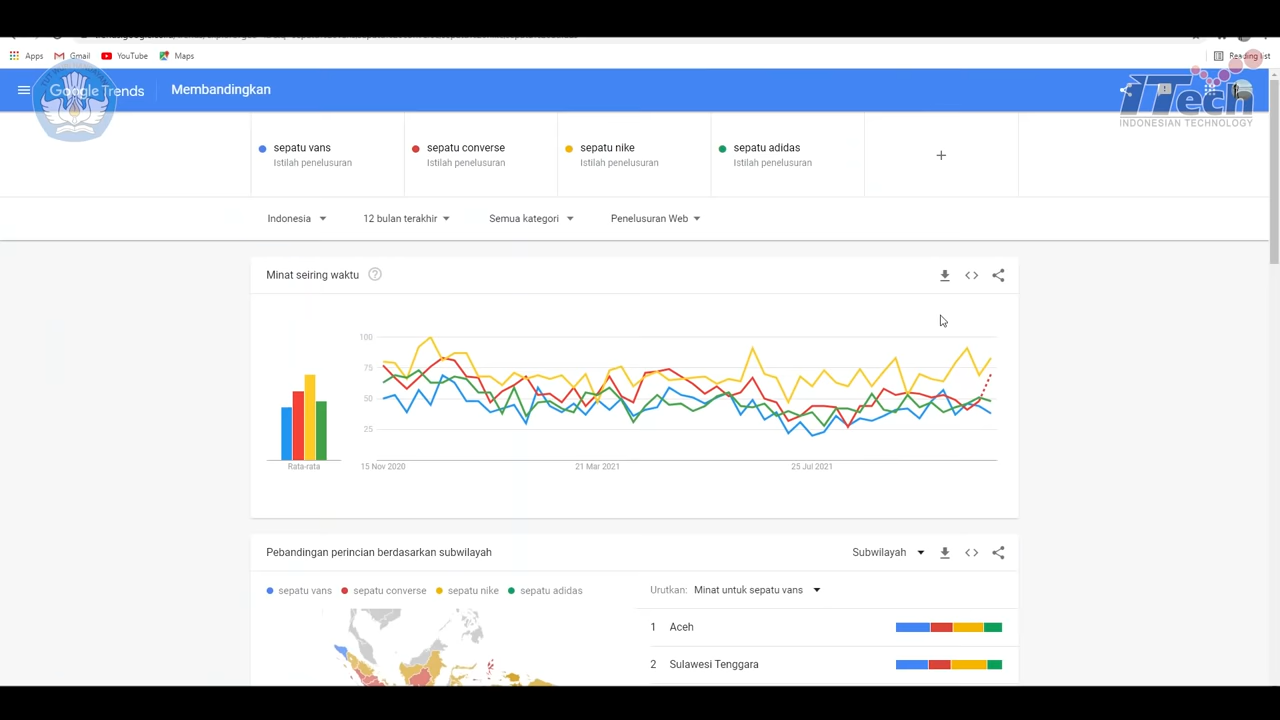 Apps Gmail YouTube Maps Reading list
Google Trends Membandingkan
ITech
INDONESIAN TECHNOLOGY
sepatu vans sepatu converse sepatu nike sepatu adidas
Istilah penelusuran Istilah penelusuran Istilah penelusuran Istilah penelusuran
+
Indonesia 12 bulan terakhir Semua kategori Penelusuran Web
Minat seiring waktu ?
100
75
50
25
Rata-rata 15 Nov 2020 21 Mar 2021 25 Jul 2021
Pebandingan perincian berdasarkan subwilayah Subwilayah
sepatu vans sepatu converse sepatu nike sepatu adidas Urutkan: Minat untuk sepatu vans
1 Aceh
2 Sulawesi Tenggara